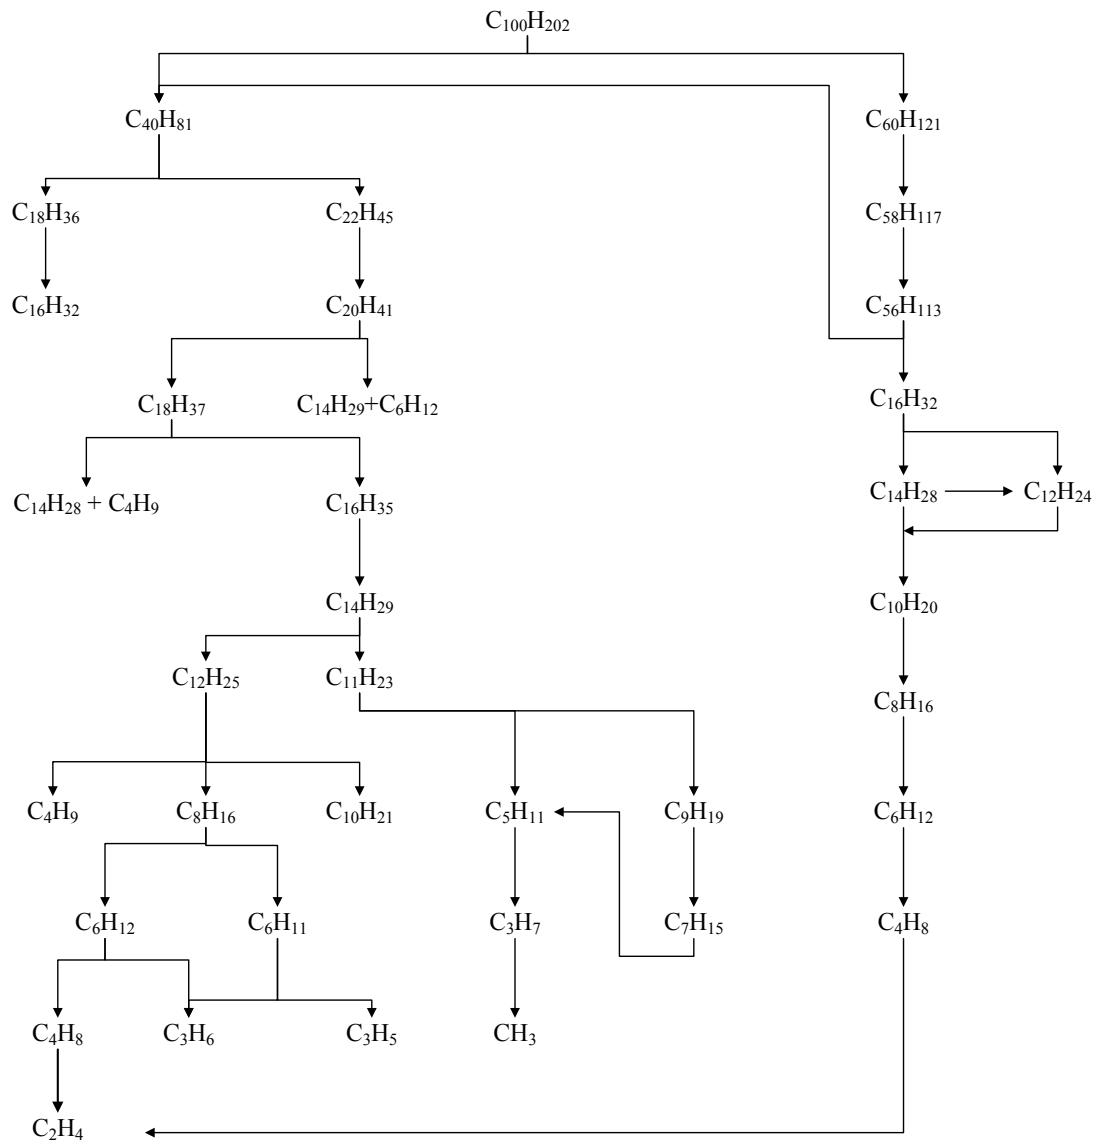 C₁₀₀H₂₀₂
C₄₀H₈₁ C₆₀H₁₂₁
C₁₈H₃₆ C₂₂H₄₅ C₅₈H₁₁₇
C₁₆H₃₂ C₂₀H₄₁ C₅₆H₁₁₃
C₁₈H₃₇ C₁₄H₂₉+C₆H₁₂ C₁₆H₃₂
C₁₄H₂₈ + C₄H₉ C₁₆H₃₅ C₁₄H₂₈ C₁₂H₂₄
C₁₄H₂₉ C₁₀H₂₀
C₁₂H₂₅ C₁₁H₂₃ C₈H₁₆
C₄H₉ C₈H₁₆ C₁₀H₂₁ C₅H₁₁ C₉H₁₉ C₆H₁₂
C₆H₁₂ C₆H₁₁ C₃H₇ C₇H₁₅ C₄H₈
C₄H₈ C₃H₆ C₃H₅ CH₃
C₂H₄